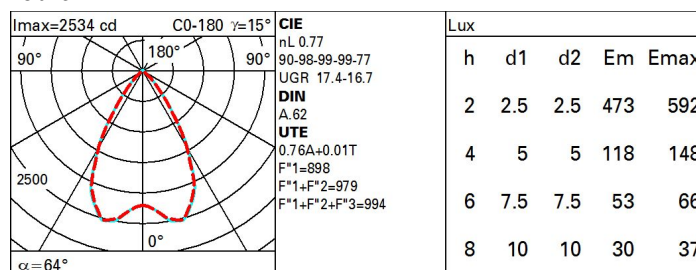 Imax=2534 cd C0-180 γ=15°
90° 180° 90°
2500
0°
α=64°
CIE
nL 0.77
90-98-99-99-77
UGR 17.4-16.7
DIN
A.62
UTE
0.76A+0.01T
F"1=898
F"1+F"2=979
F"1+F"2+F"3=994
Lux
h d1 d2 Em Emax
2 2.5 2.5 473 592
4 5 5 118 148
6 7.5 7.5 53 66
8 10 10 30 37